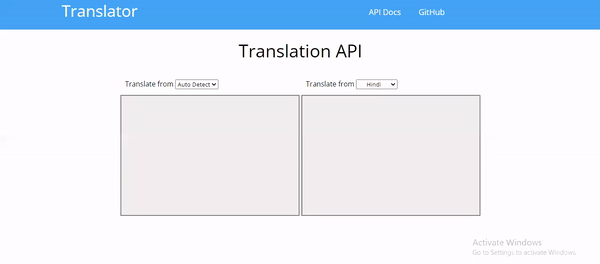 Translator API Docs GitHub
Translation API
Translate from Auto Detect Translate from Hindi
Activate Windows
Go to Settings to activate Windows.